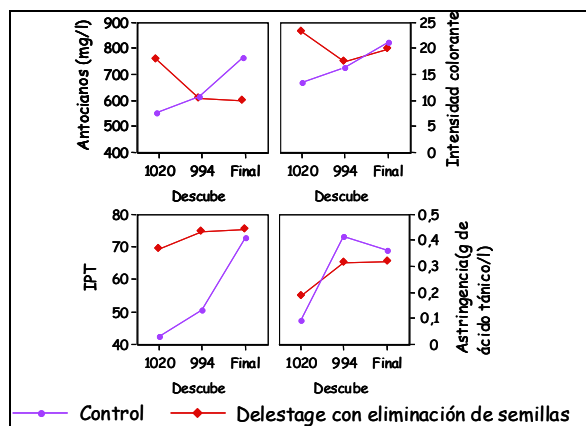 900
800
700
600
500
400
Antocianos (mg/l)
1020 994 Final
Descube
25
20
15
10
5
0
Intensidad colorante
1020 994 Final
Descube
80
70
60
50
40
IPT
1020 994 Final
Descube
0,5
0,4
0,3
0,2
0,1
0
Astringencia(g de
ácido tánico/l)
1020 994 Final
Descube
Control
Delestage con eliminación de semillas